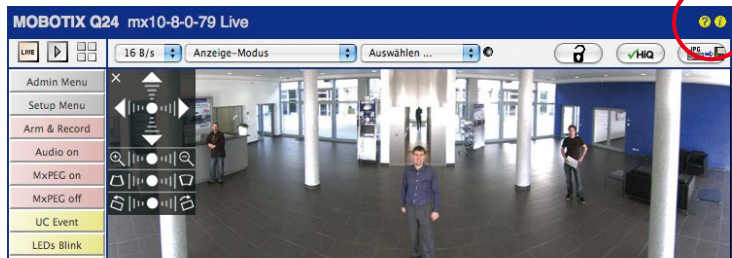 MOBOTIX Q24 mx10-8-0-79 Live
? i
LIVE
16 B/s
Anzeige-Modus
Auswählen ...
HiQ
JPG
Admin Menu
Setup Menu
Arm & Record
Audio on
MxPEG on
MxPEG off
UC Event
LEDs Blink